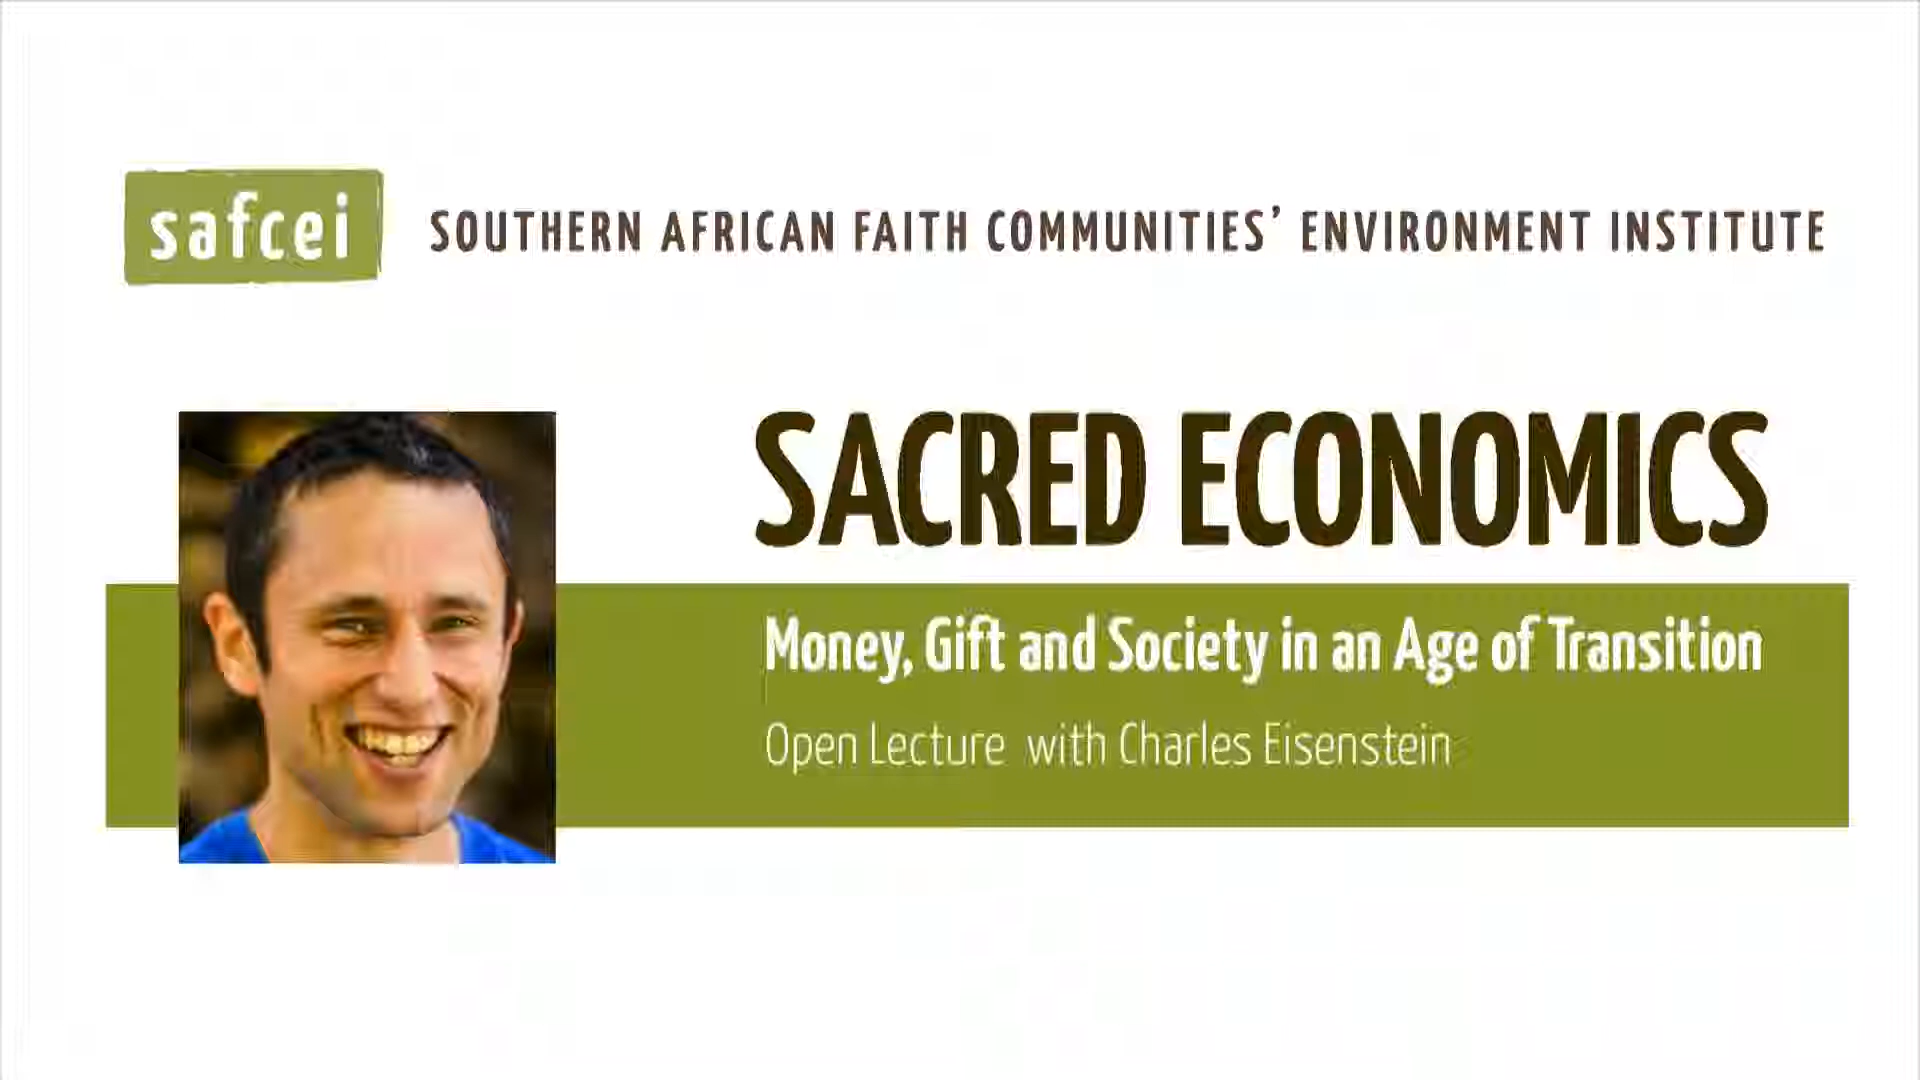 safcei
SOUTHERN AFRICAN FAITH COMMUNITIES' ENVIRONMENT INSTITUTE
SACRED ECONOMICS
Money, Gift and Society in an Age of Transition
Open Lecture with Charles Eisenstein